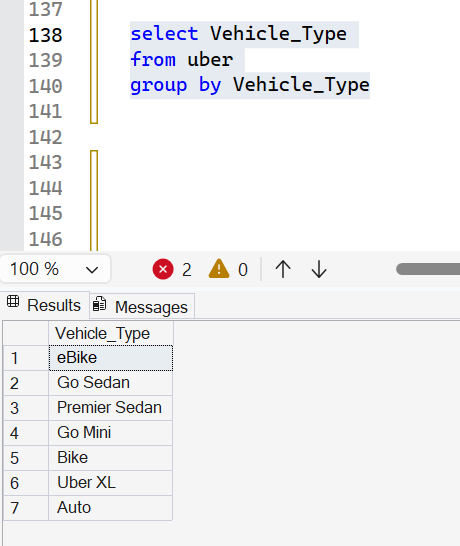 137
138 select Vehicle_Type
139 from uber
140 group by Vehicle_Type
141
142
143
144
145
146
100 % 2 0
Results Messages
Vehicle_Type
1 eBike
2 Go Sedan
3 Premier Sedan
4 Go Mini
5 Bike
6 Uber XL
7 Auto